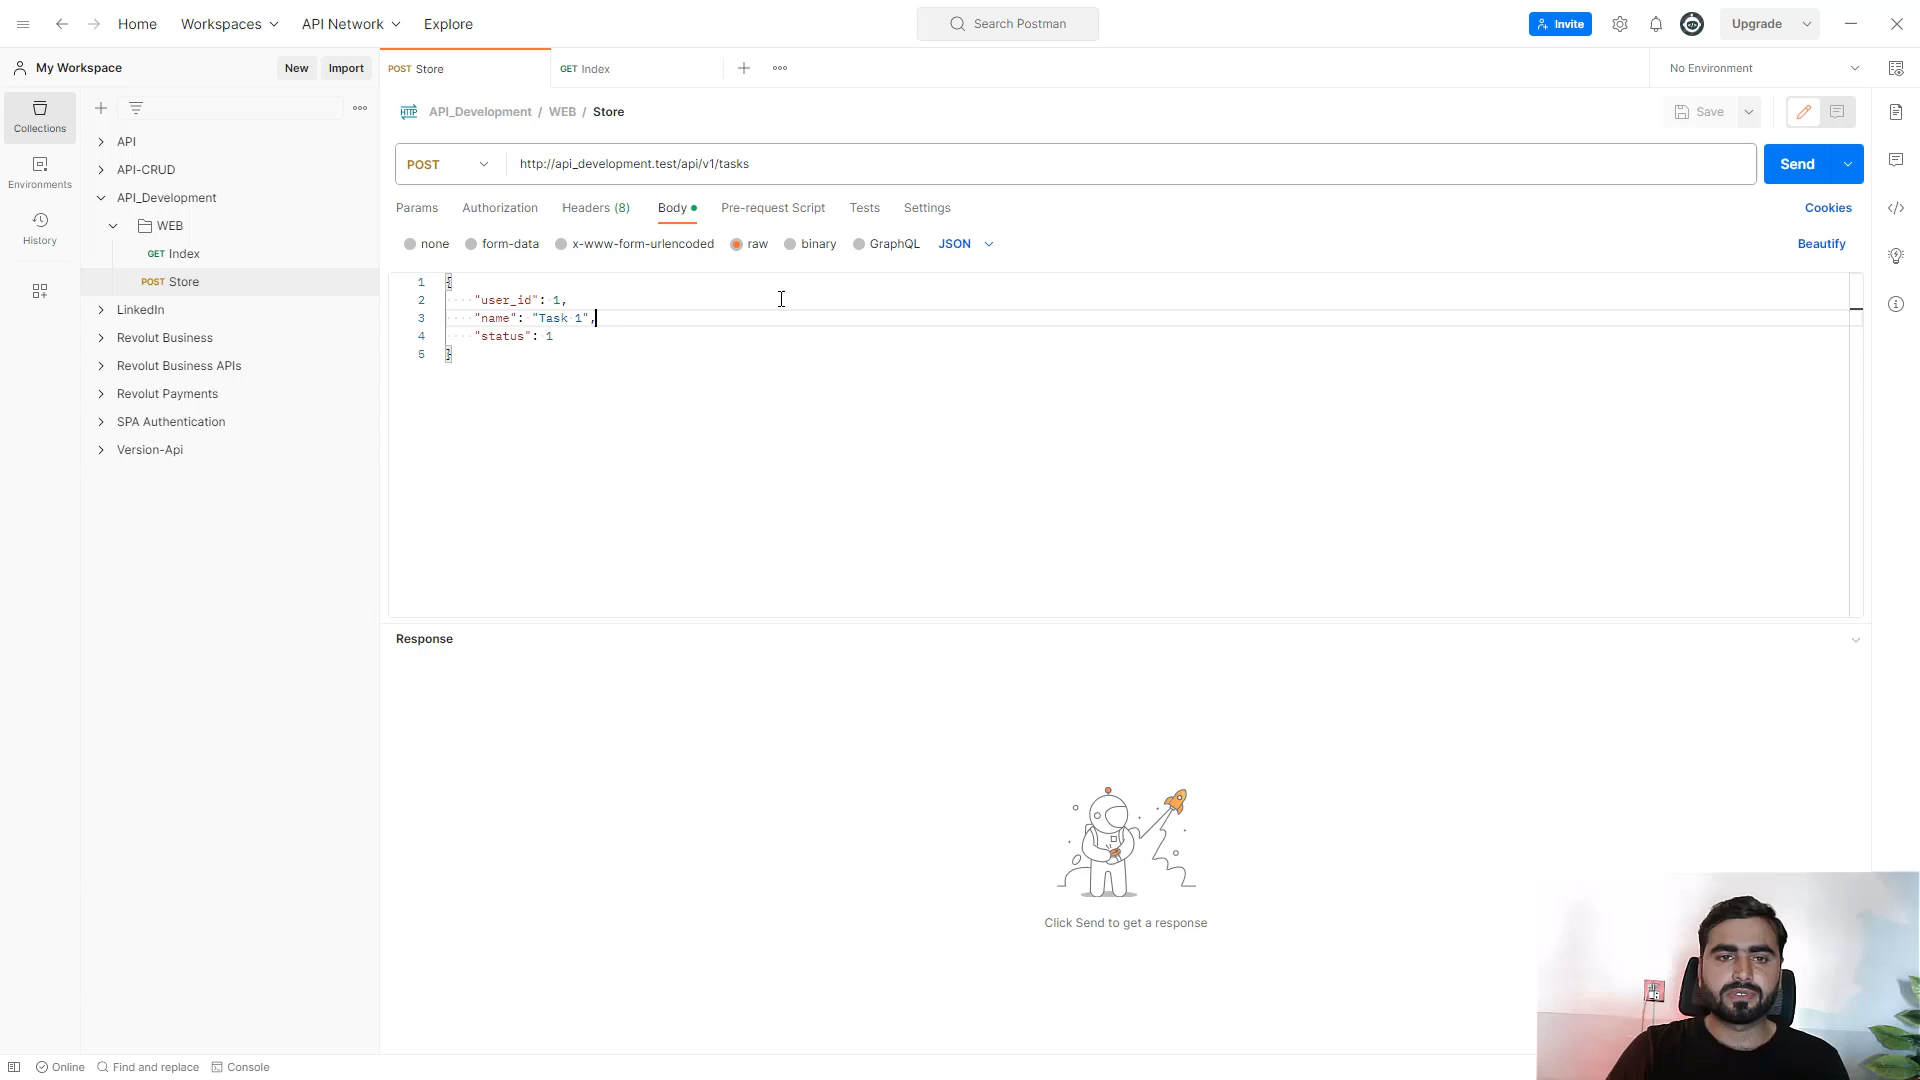 Home
Workspaces
API Network
Explore
Search Postman
Invite
Upgrade
My Workspace
New
Import
POST Store
GET Index
No Environment
Collections
Environments
History
API
API-CRUD
API_Development
WEB
GET Index
POST Store
LinkedIn
Revolut Business
Revolut Business APIs
Revolut Payments
SPA Authentication
Version-Api
HTTP API_Development / WEB / Store
Save
POST
http://api_development.test/api/v1/tasks
Send
Params
Authorization
Headers (8)
Body
Pre-request Script
Tests
Settings
Cookies
none
form-data
x-www-form-urlencoded
raw
binary
GraphQL
JSON
Beautify
1 {
2 "user_id": 1,
3 "name": "Task 1",
4 "status": 1
5 }
Response
Click Send to get a response
Online
Find and replace
Console